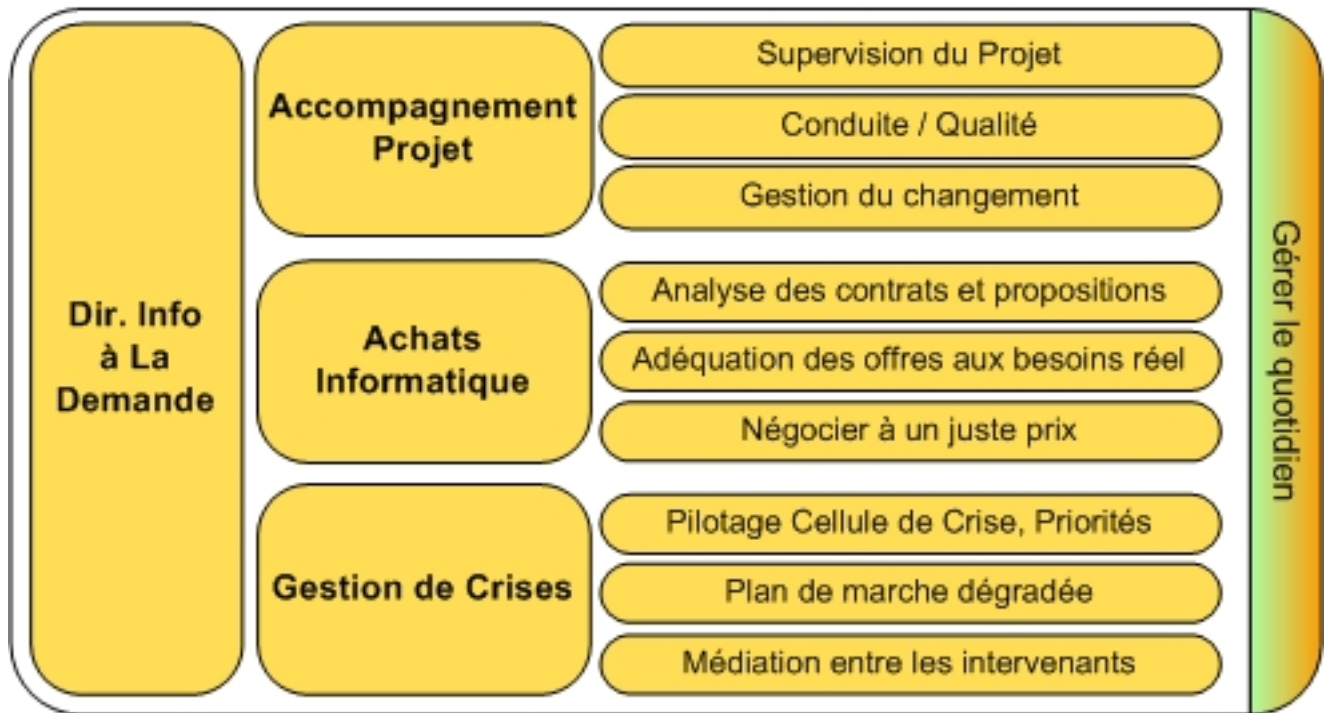 Dir. Info
à La
Demande
Accompagnement
Projet
Supervision du Projet
Conduite / Qualité
Gestion du changement
Achats
Informatique
Analyse des contrats et propositions
Adéquation des offres aux besoins réel
Négocier à un juste prix
Gestion de Crises
Pilotage Cellule de Crise, Priorités
Plan de marche dégradée
Médiation entre les intervenants
Gérer le quotidien